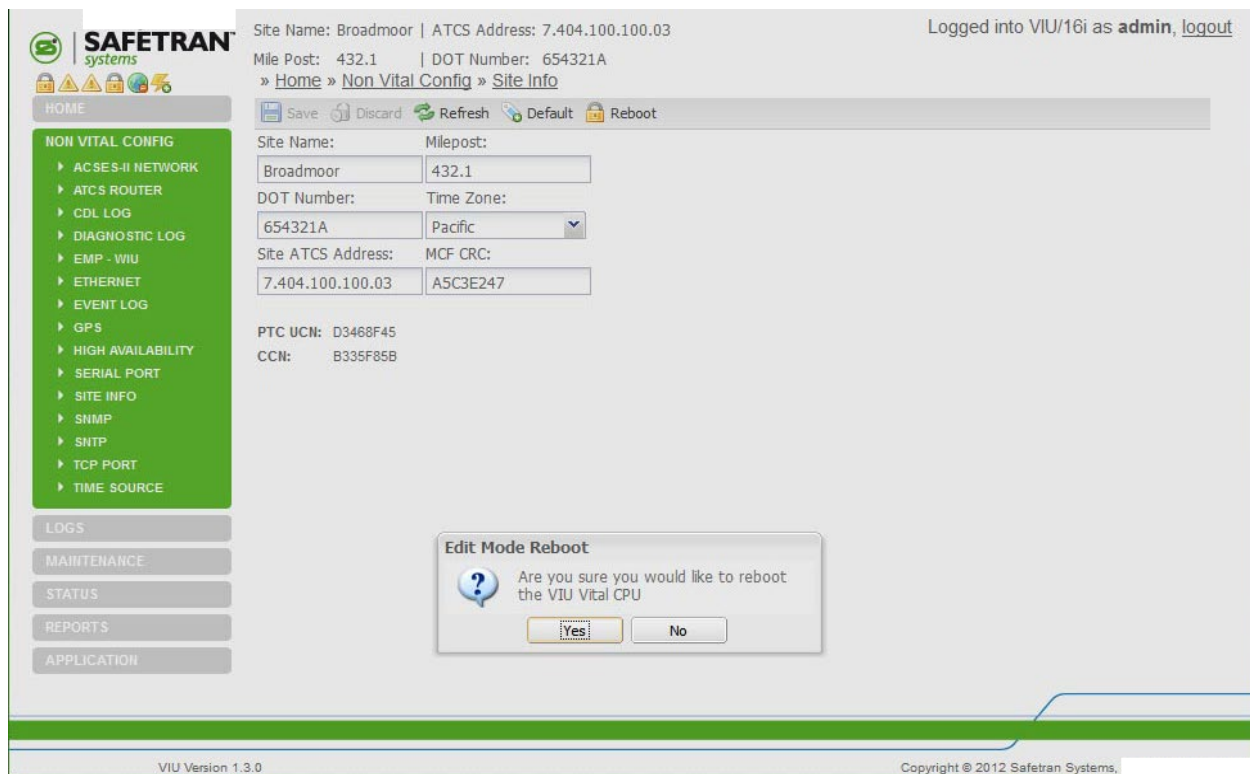 SAFETRAN™
systems
Site Name: Broadmoor | ATCS Address: 7.404.100.100.03
Mile Post: 432.1 | DOT Number: 654321A
» Home » Non Vital Config » Site Info
Logged into VIU/16i as admin, logout
Save Discard Refresh Default Reboot
HOME
NON VITAL CONFIG
ACSES-II NETWORK
ATCS ROUTER
CDL LOG
DIAGNOSTIC LOG
EMP - WIU
ETHERNET
EVENT LOG
GPS
HIGH AVAILABILITY
SERIAL PORT
SITE INFO
SNMP
SNTP
TCP PORT
TIME SOURCE
LOGS
MAINTENANCE
STATUS
REPORTS
APPLICATION
Site Name: Milepost:
Broadmoor 432.1
DOT Number: Time Zone:
654321A Pacific
Site ATCS Address: MCF CRC:
7.404.100.100.03 A5C3E247
PTC UCN: D3468F45
CCN: B335F85B
Edit Mode Reboot
Are you sure you would like to reboot
the VIU Vital CPU
Yes No
VIU Version 1.3.0
Copyright © 2012 Safetran Systems,